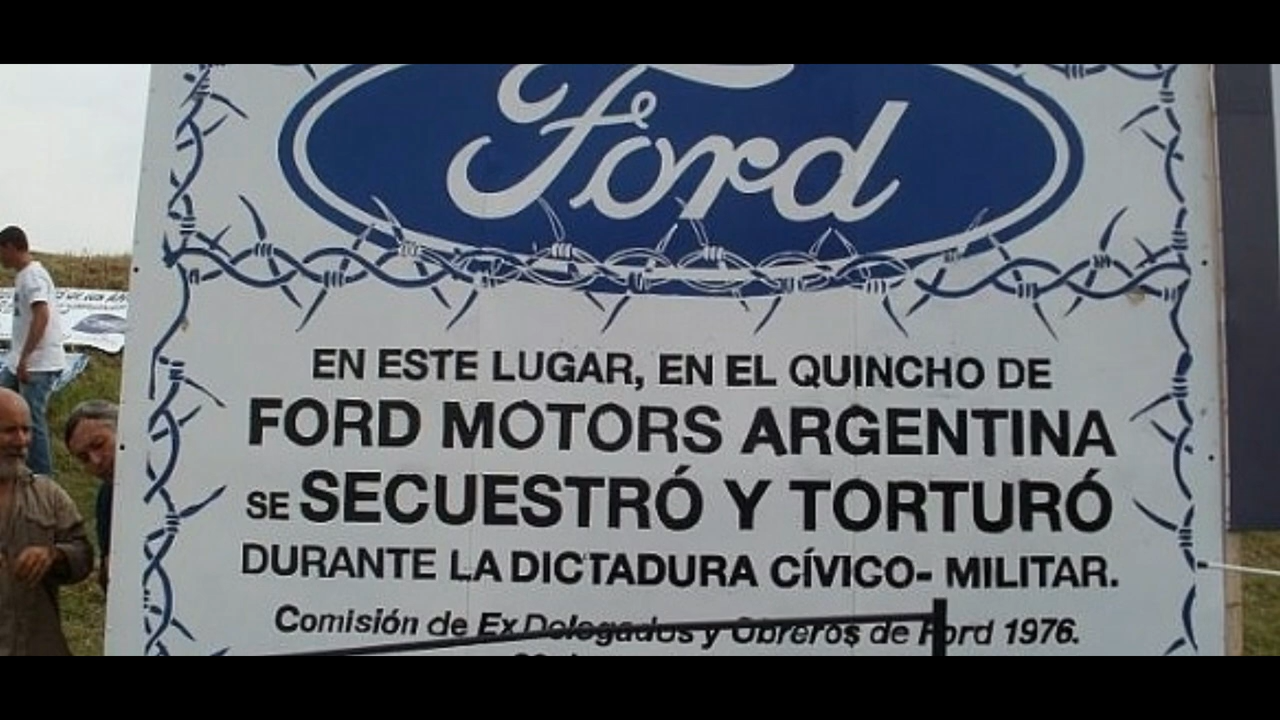 Ford
EN ESTE LUGAR, EN EL QUINCHO DE
FORD MOTORS ARGENTINA
SE SECUESTRÓ Y TORTURÓ
DURANTE LA DICTADURA CÍVICO- MILITAR.
Comisión de Ex Delegados y Obreros de Ford 1976.